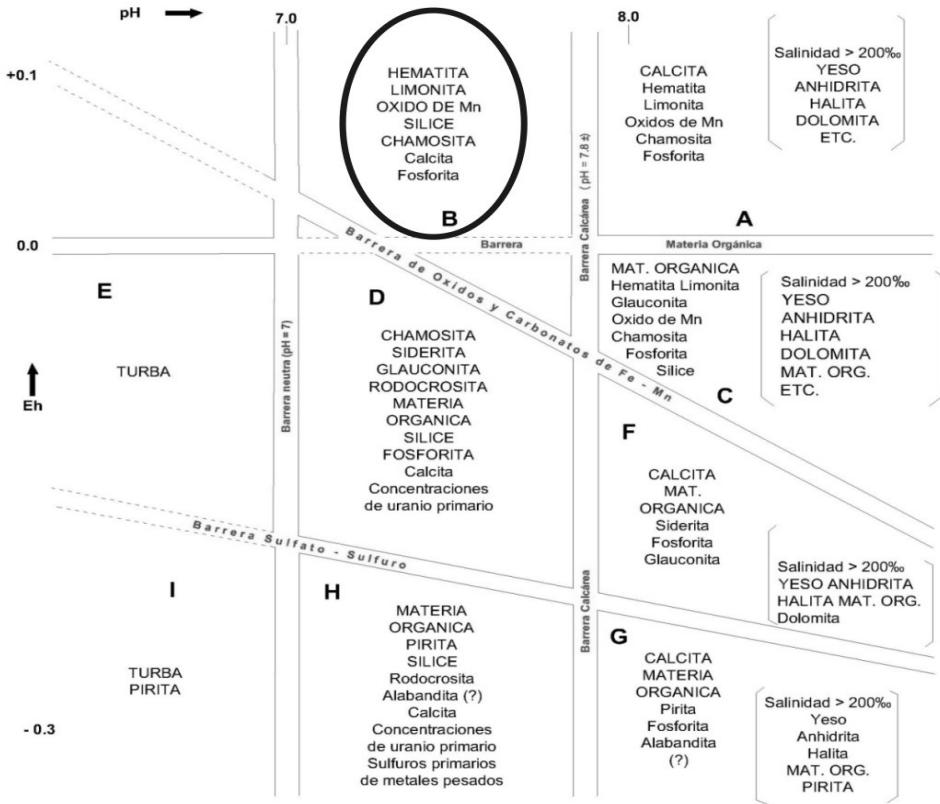 pH
7.0
8.0
+0.1
HEMATITA
LIMONITA
OXIDO DE Mn
SILICE
CHAMOSITA
Calcita
Fosforita
B
CALCITA
Hematita
Limonita
Oxidos de Mn
Chamosita
Fosforita
Salinidad > 200‰
YESO
ANHIDRITA
HALITA
DOLOMITA
ETC.
A
Barrera Calcárea ( pH = 7.8 ±)
0.0
Barrera
Materia Orgánica
Barrera de Oxidos y Carbonatos de Fe - Mn
E
TURBA
Eh
Barrera neutra (pH = 7)
D
CHAMOSITA
SIDERITA
GLAUCONITA
RODOCROSITA
MATERIA
ORGANICA
SILICE
FOSFORITA
Calcita
Concentraciones
de uranio primario
MAT. ORGANICA
Hematita Limonita
Glauconita
Oxido de Mn
Chamosita
Fosforita
Silice
C
Salinidad > 200‰
YESO
ANHIDRITA
HALITA
DOLOMITA
MAT. ORG.
ETC.
F
CALCITA
MAT.
ORGANICA
Siderita
Fosforita
Glauconita
Salinidad > 200‰
YESO ANHIDRITA
HALITA MAT. ORG.
Dolomita
Barrera Sulfato - Sulfuro
I
TURBA
PIRITA
- 0.3
H
MATERIA
ORGANICA
PIRITA
SILICE
Rodocrosita
Alabandita (?)
Calcita
Concentraciones
de uranio primario
Sulfuros primarios
de metales pesados
Barrera Calcárea
G
CALCITA
MATERIA
ORGANICA
Pirita
Fosforita
Alabandita
(?)
Salinidad > 200‰
Yeso
Anhidrita
Halita
MAT. ORG.
PIRITA